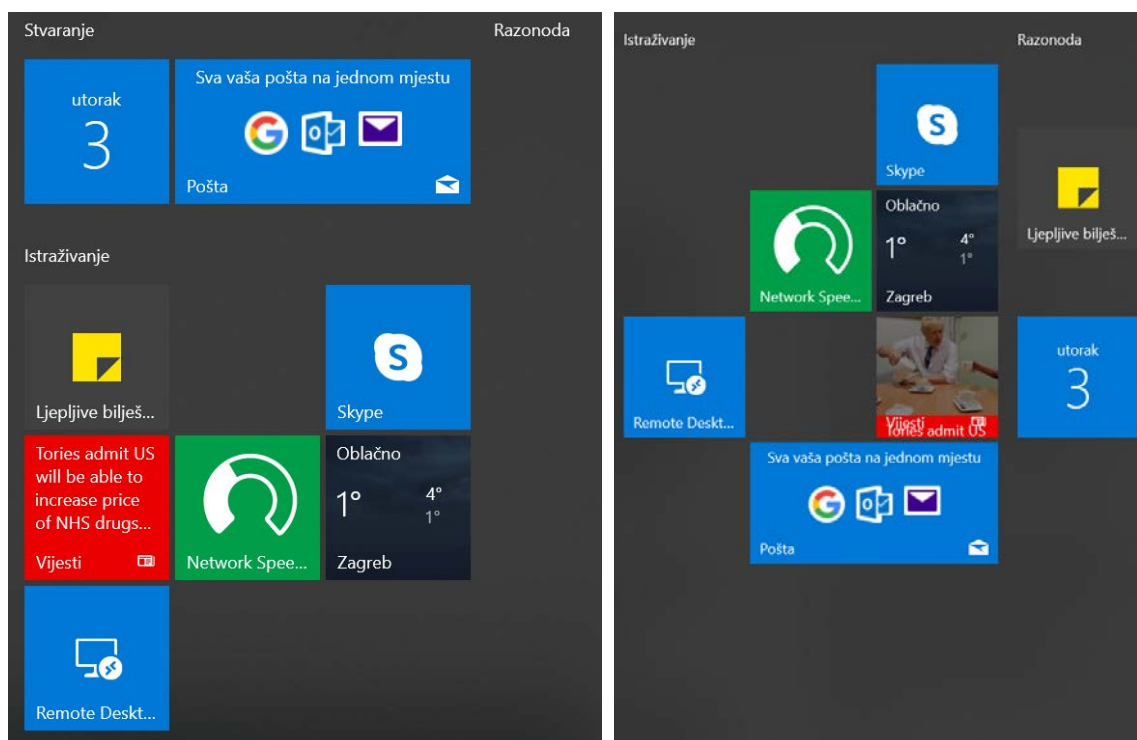 Stvaranje
Razonoda
utorak
3
Sva vaša pošta na jednom mjestu
Pošta
Istraživanje
Ljepljive bilješ...
S
Skype
Tories admit US
will be able to
increase price
of NHS drugs...
Vijesti
Network Spee...
Oblačno
1° 4°
1°
Zagreb
Remote Deskt...
Istraživanje
Razonoda
S
Skype
Ljepljive bilješ...
Network Spee...
Oblačno
1° 4°
1°
Zagreb
Remote Deskt...
Vijesti
Tories admit US
utorak
3
Sva vaša pošta na jednom mjestu
Pošta